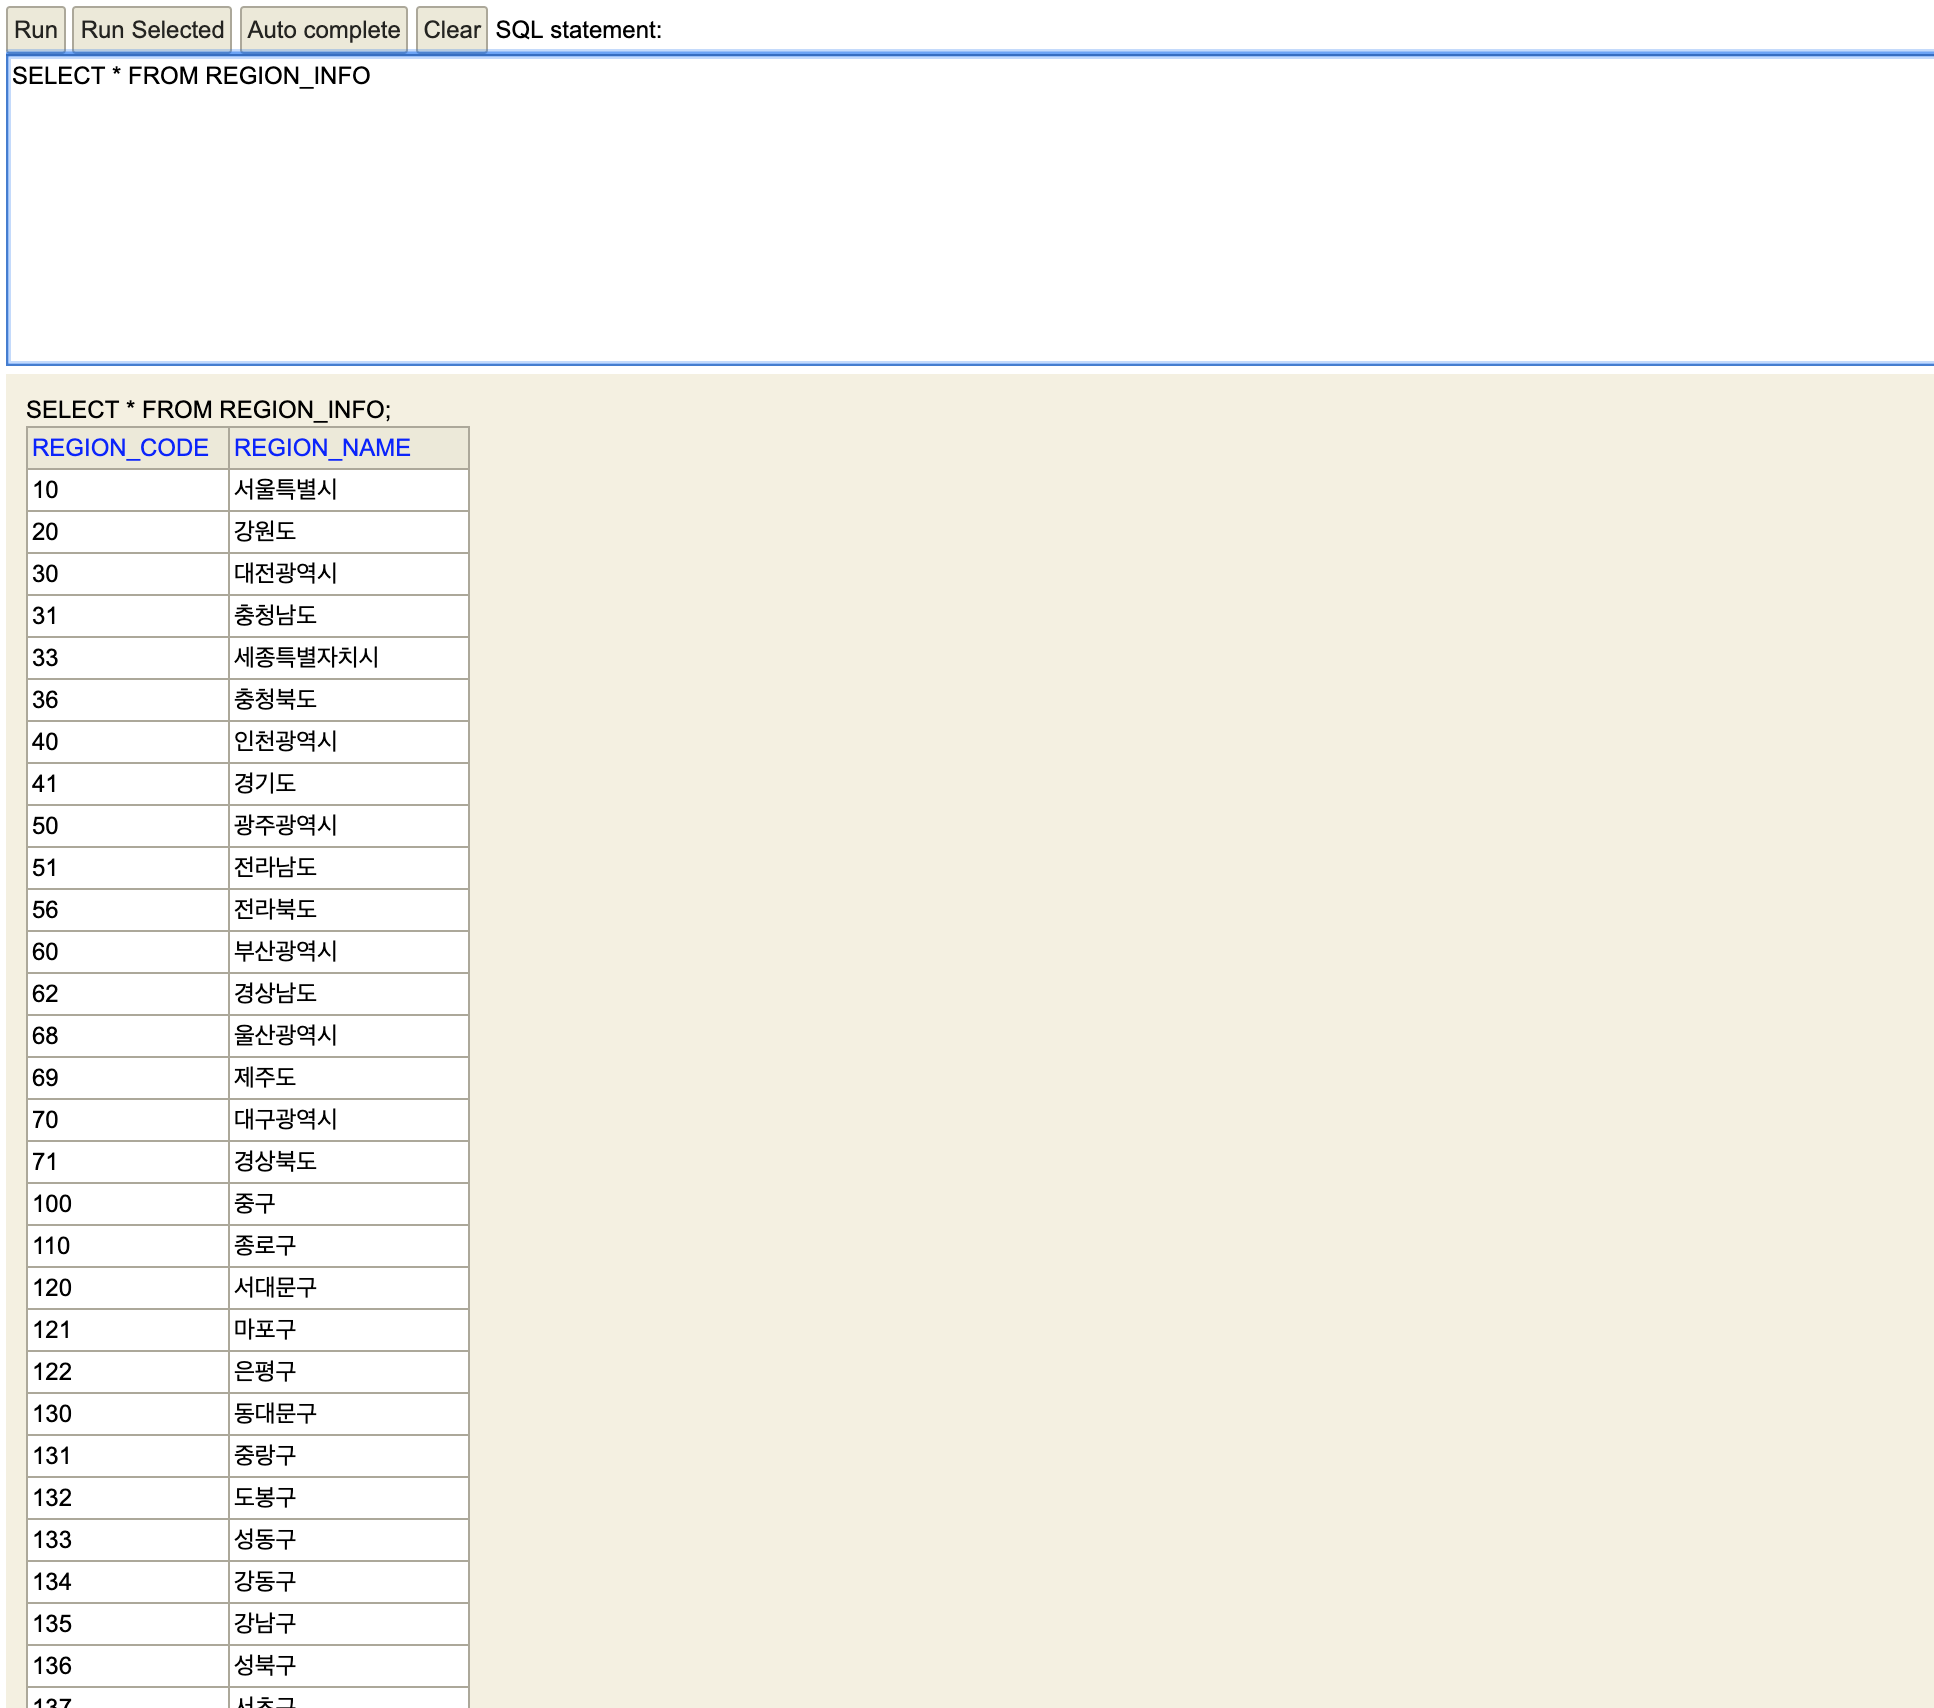 Run Run Selected Auto complete Clear SQL statement:
SELECT * FROM REGION_INFO
SELECT * FROM REGION_INFO;
REGION_CODE REGION_NAME
10 서울특별시
20 강원도
30 대전광역시
31 충청남도
33 세종특별자치시
36 충청북도
40 인천광역시
41 경기도
50 광주광역시
51 전라남도
56 전라북도
60 부산광역시
62 경상남도
68 울산광역시
69 제주도
70 대구광역시
71 경상북도
100 중구
110 종로구
120 서대문구
121 마포구
122 은평구
130 동대문구
131 중랑구
132 도봉구
133 성동구
134 강동구
135 강남구
136 성북구
137 서초구